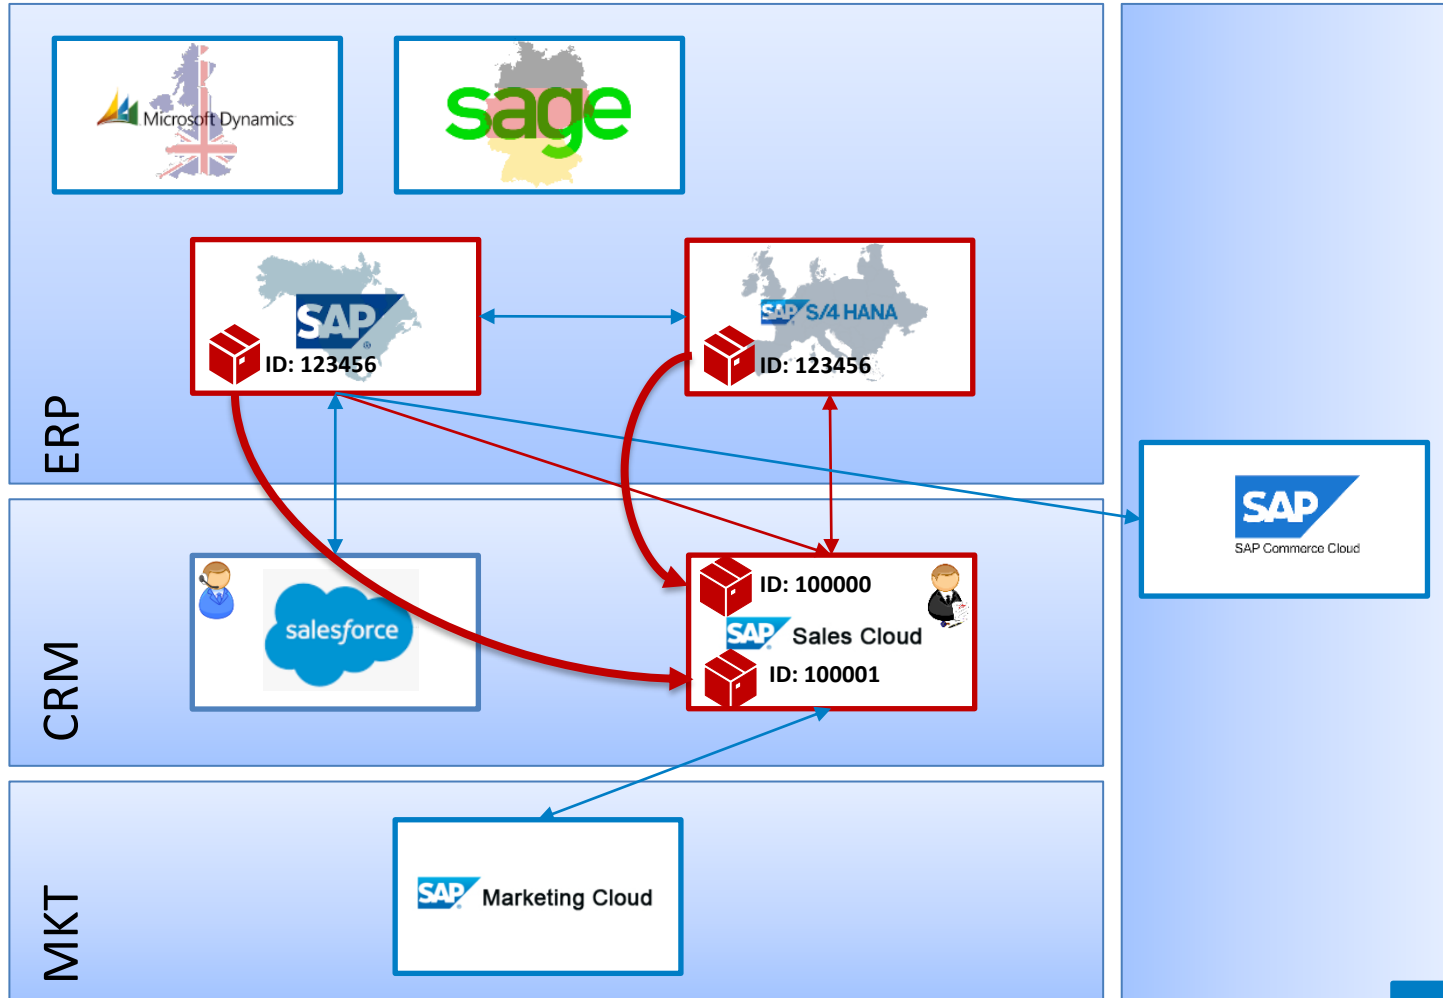 Microsoft Dynamics
sage
SAP
®
ID: 123456
SAP S/4 HANA
ID: 123456
ERP
SAP
SAP Commerce Cloud
salesforce
ID: 100000
SAP Sales Cloud
ID: 100001
CRM
SAP Marketing Cloud
MKT